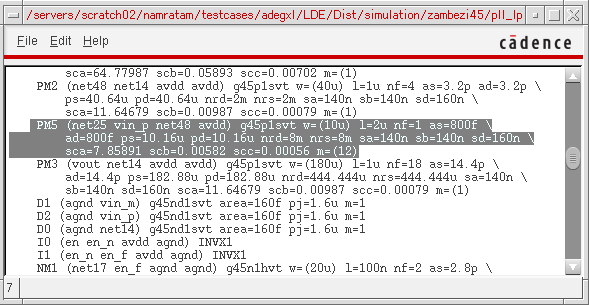 /servers/scratch02/namratam/testcases/adegxl/LDE/Dist/simulation/zambezi45/pll_lp
File Edit Help
cādence
sca=64.77987 scb=0.05893 scc=0.00702 m=(1)
PM2 (net48 net14 avdd avdd) g45p1svt w=(40u) l=1u nf=4 as=3.2p ad=3.2p \
ps=40.64u pd=40.64u nrd=2m nrs=2m sa=140n sb=140n sd=160n \
sca=11.64679 scb=0.00987 scc=0.00079 m=(1)
PM5 (net25 vin_p net48 avdd) g45p1svt w=(10u) l=2u nf=1 as=800f \
ad=800f ps=10.16u pd=10.16u nrd=8m nrs=8m sa=140n sb=140n sd=160n \
sca=7.85891 scb=0.00582 scc=0.00056 m=(12)
PM3 (vout net14 avdd avdd) g45p1svt w=(180u) l=1u nf=18 as=14.4p \
ad=14.4p ps=182.88u pd=182.88u nrd=444.444u nrs=444.444u sa=140n \
sb=140n sd=160n sca=11.64679 scb=0.00987 scc=0.00079 m=(1)
D1 (agnd vin_m) g45nd1svt area=160f pj=1.6u m=1
D2 (agnd vin_p) g45nd1svt area=160f pj=1.6u m=1
D0 (agnd net14) g45nd1svt area=160f pj=1.6u m=1
I0 (en en_n avdd agnd) INVX1
I1 (en_n en_f avdd agnd) INVX1
NM1 (net17 en_f agnd agnd) g45n1hvt w=(20u) l=100n nf=2 as=2.8p \
7